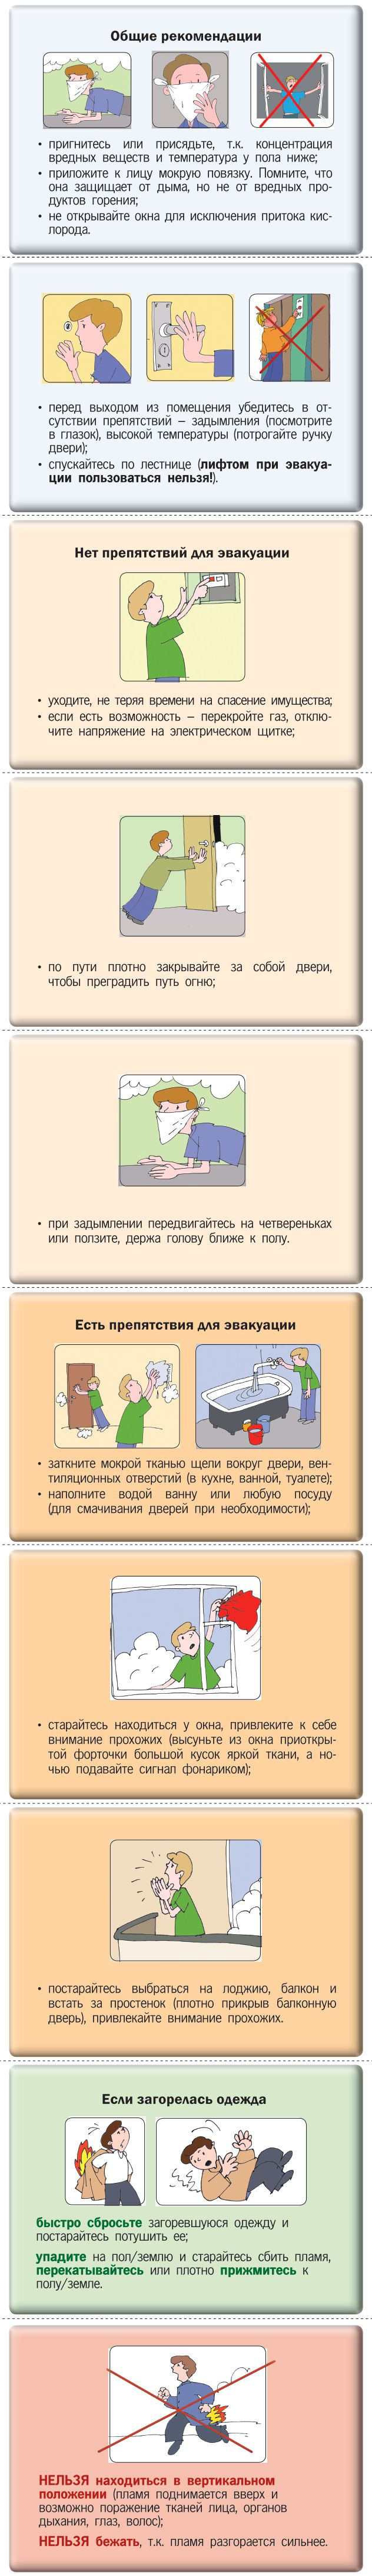 Общие рекомендации
• пригнитесь или присядьте, т.к. концентрация
вредных веществ и температура у пола ниже;
• приложите к лицу мокрую повязку. Помните, что
она защищает от дыма, но не от вредных про-
дуктов горения;
• не открывайте окна для исключения притока кис-
лорода.
• перед выходом из помещения убедитесь в от-
сутствии препятствий – задымления (посмотрите
в глазок), высокой температуры (потрогайте ручку
двери);
• спускайтесь по лестнице (лифтом при эвакуа-
ции пользоваться нельзя!).
Нет препятствий для эвакуации
• уходите, не теряя времени на спасение имущества;
• если есть возможность – перекройте газ, отклю-
чите напряжение на электрическом щитке;
• по пути плотно закрывайте за собой двери,
чтобы преградить путь огню;
• при задымлении передвигайтесь на четвереньках
или ползите, держа голову ближе к полу.
Есть препятствия для эвакуации
• заткните мокрой тканью щели вокруг двери, вен-
тиляционных отверстий (в кухне, ванной, туалете);
• наполните водой ванну или любую посуду
(для смачивания дверей при необходимости);
• старайтесь находиться у окна, привлеките к себе
внимание прохожих (высуньте из окна приоткры-
той форточки большой кусок яркой ткани, а но-
чью подавайте сигнал фонариком);
• постарайтесь выбраться на лоджию, балкон и
встать за простенок (плотно прикрыв балконную
дверь), привлекайте внимание прохожих.
Если загорелась одежда
быстро сбросьте загоревшуюся одежду и
постарайтесь потушить ее;
упадите на пол/землю и старайтесь сбить пламя,
перекатывайтесь или плотно прижмитесь к
полу/земле.
НЕЛЬЗЯ находиться в вертикальном
положении (пламя поднимается вверх и
возможно поражение тканей лица, органов
дыхания, глаз, волос);
НЕЛЬЗЯ бежать, т.к. пламя разгорается сильнее.